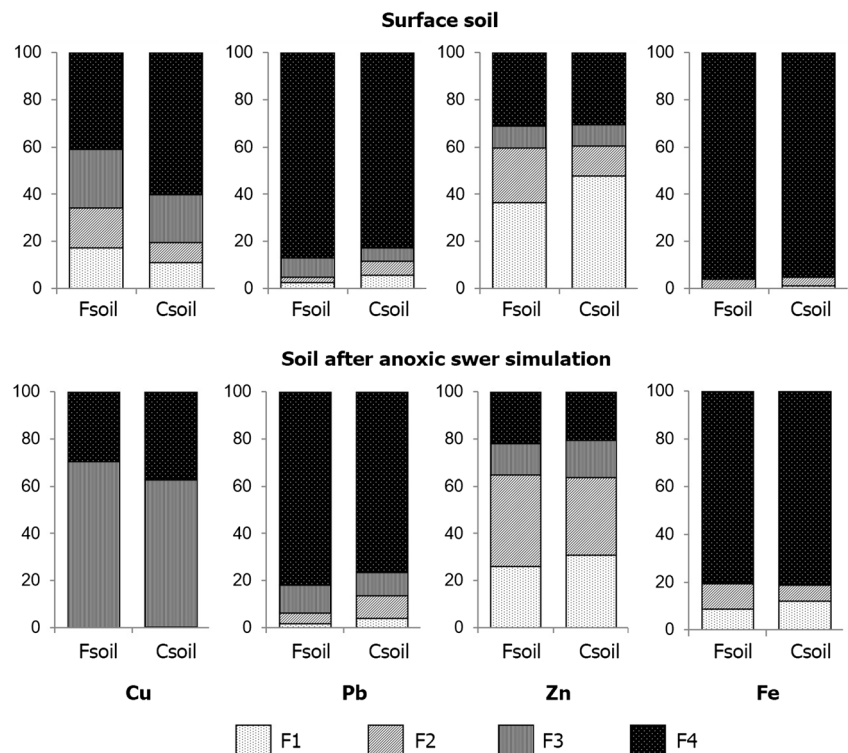 Surface soil
100 100 100 100
80 80 80 80
60 60 60 60
40 40 40 40
20 20 20 20
0 0 0 0
Fsoil Csoil Fsoil Csoil Fsoil Csoil Fsoil Csoil
Soil after anoxic swer simulation
100 100 100 100
80 80 80 80
60 60 60 60
40 40 40 40
20 20 20 20
0 0 0 0
Fsoil Csoil Fsoil Csoil Fsoil Csoil Fsoil Csoil
Cu Pb Zn Fe
F1 F2 F3 F4